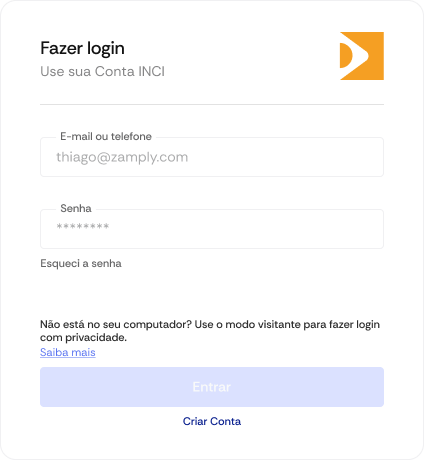 Fazer login
Use sua Conta INCI
E-mail ou telefone
thiago@zamply.com
Senha
********
Esqueci a senha
Não está no seu computador? Use o modo visitante para fazer login
com privacidade.
Saiba mais
Entrar
Criar Conta